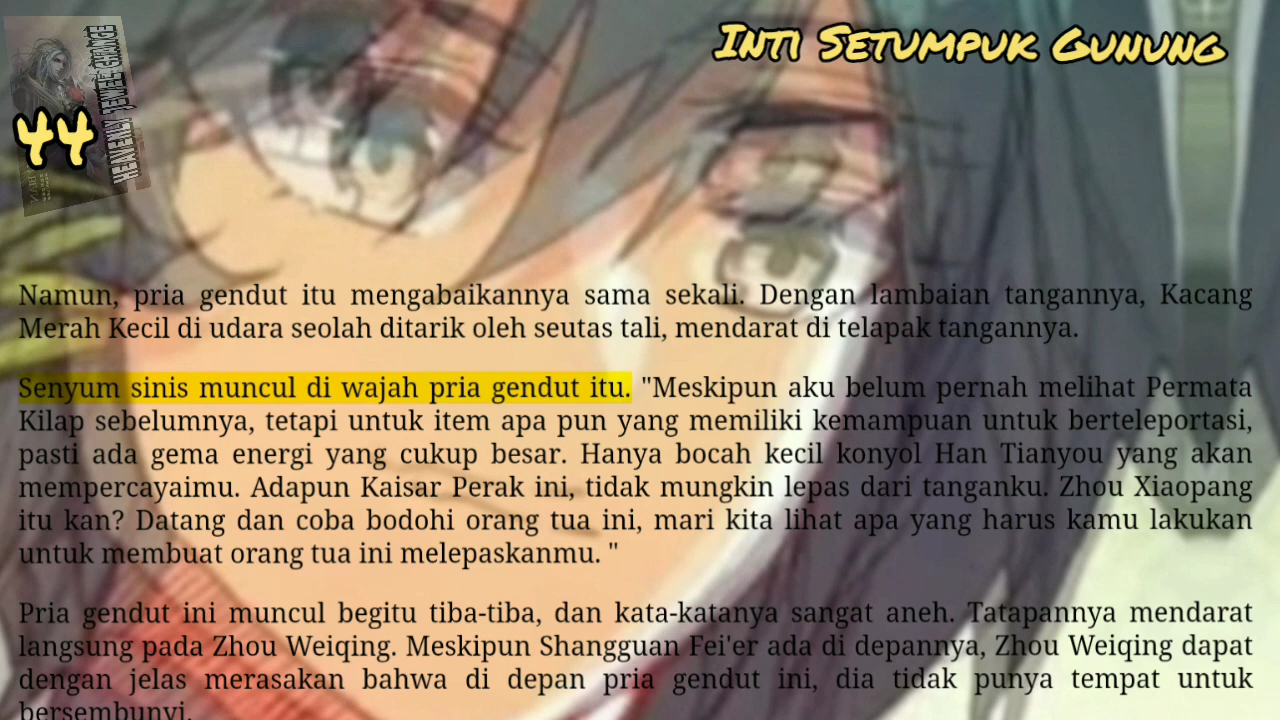 Inti Setumpuk Gunung
44
HEAVENLY JEWEL CHANGE
Namun, pria gendut itu mengabaikannya sama sekali. Dengan lambaian tangannya, Kacang
Merah Kecil di udara seolah ditarik oleh seutas tali, mendarat di telapak tangannya.
Senyum sinis muncul di wajah pria gendut itu. "Meskipun aku belum pernah melihat Permata
Kilap sebelumnya, tetapi untuk item apa pun yang memiliki kemampuan untuk berteleportasi,
pasti ada gema energi yang cukup besar. Hanya bocah kecil konyol Han Tianyou yang akan
mempercayaimu. Adapun Kaisar Perak ini, tidak mungkin lepas dari tanganku. Zhou Xiaopang
itu kan? Datang dan coba bodohi orang tua ini, mari kita lihat apa yang harus kamu lakukan
untuk membuat orang tua ini melepaskanmu. "
Pria gendut ini muncul begitu tiba-tiba, dan kata-katanya sangat aneh. Tatapannya mendarat
langsung pada Zhou Weiqing. Meskipun Shangguan Fei'er ada di depannya, Zhou Weiqing dapat
dengan jelas merasakan bahwa di depan pria gendut ini, dia tidak punya tempat untuk
bersembunyi.